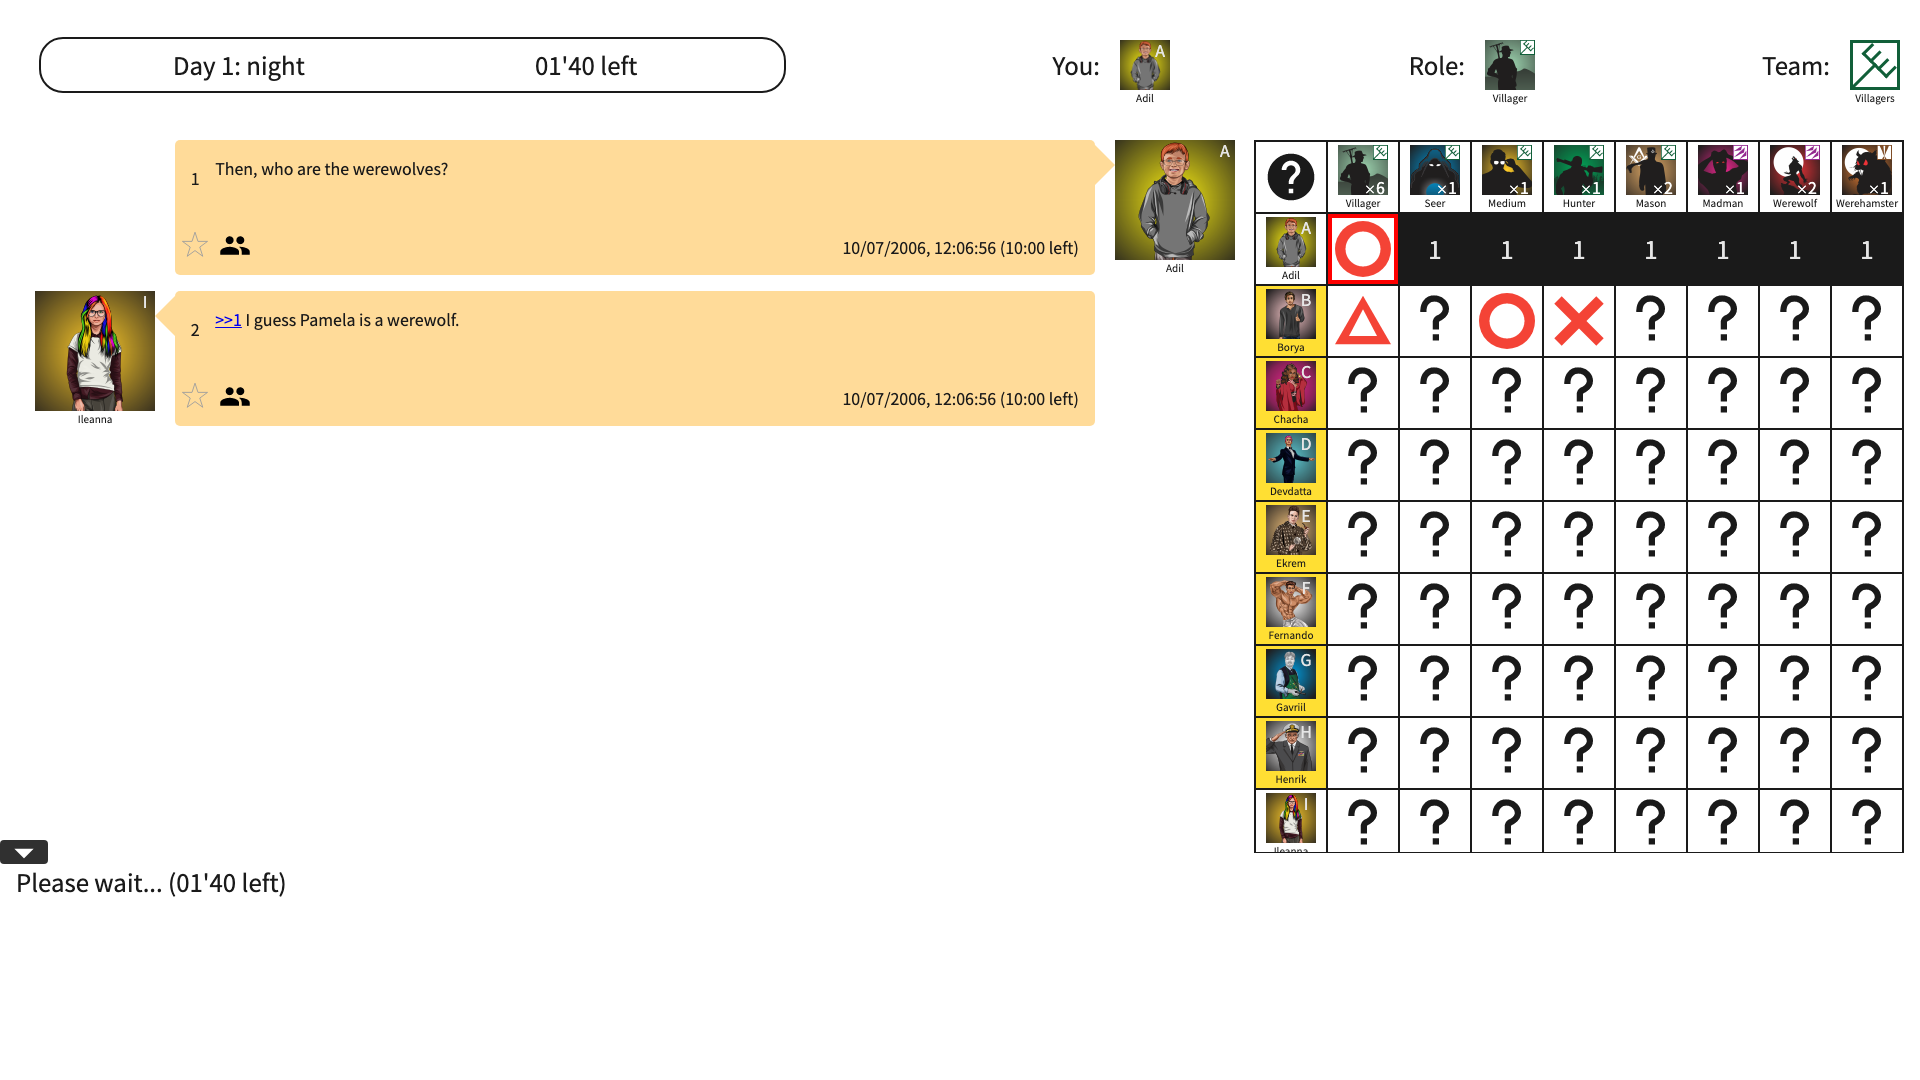 Day 1: night 01'40 left
You: A Adil
Role: Villager
Team: Villagers
1 Then, who are the werewolves?
10/07/2006, 12:06:56 (10:00 left)
A
Adil
I
Ileanna
2 >>1 I guess Pamela is a werewolf.
10/07/2006, 12:06:56 (10:00 left)
? ×6 ×1 ×1 ×1 ×2 ×1 ×2 ×1
Villager Seer Medium Hunter Mason Madman Werewolf Werehamster
A 1 1 1 1 1 1 1
Adil
B ? ? ? ? ? ?
Borya
C ? ? ? ? ? ? ? ?
Chacha
D ? ? ? ? ? ? ? ?
Devdatta
E ? ? ? ? ? ? ? ?
Ekrem
F ? ? ? ? ? ? ? ?
Fernando
G ? ? ? ? ? ? ? ?
Gavriil
H ? ? ? ? ? ? ? ?
Henrik
I ? ? ? ? ? ? ? ?
Ileanna
Please wait... (01'40 left)